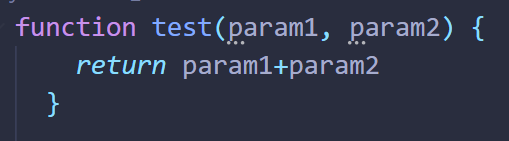 function test(param1, param2) {
return param1+param2
}